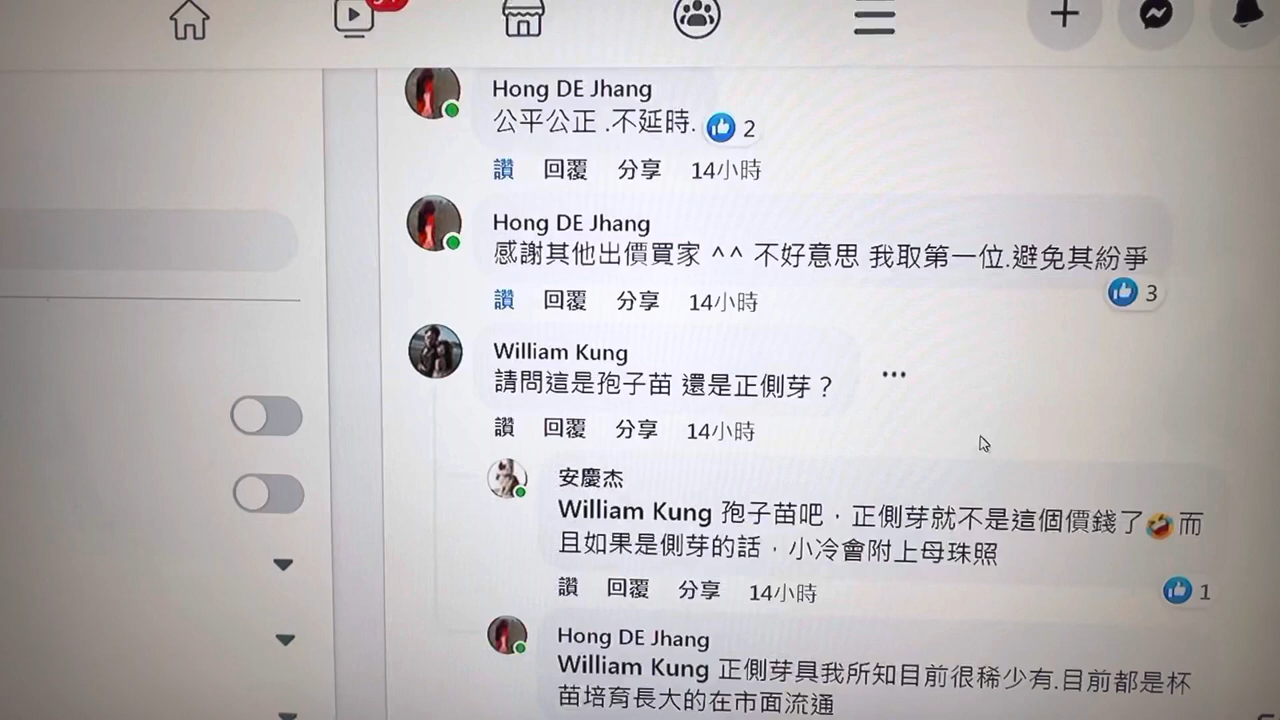 Hong DE Jhang
公平公正 .不延時.
2
讚 回覆 分享 14小時
Hong DE Jhang
感謝其他出價買家 ^^ 不好意思 我取第一位.避免其紛爭
3
讚 回覆 分享 14小時
William Kung
請問這是孢子苗 還是正側芽？
讚 回覆 分享 14小時
安慶杰
William Kung 孢子苗吧，正側芽就不是這個價錢了🤣而
且如果是側芽的話，小冷會附上母珠照
讚 回覆 分享 14小時
1
Hong DE Jhang
William Kung 正側芽具我所知目前很稀少有.目前都是杯
苗培育長大的在市面流通